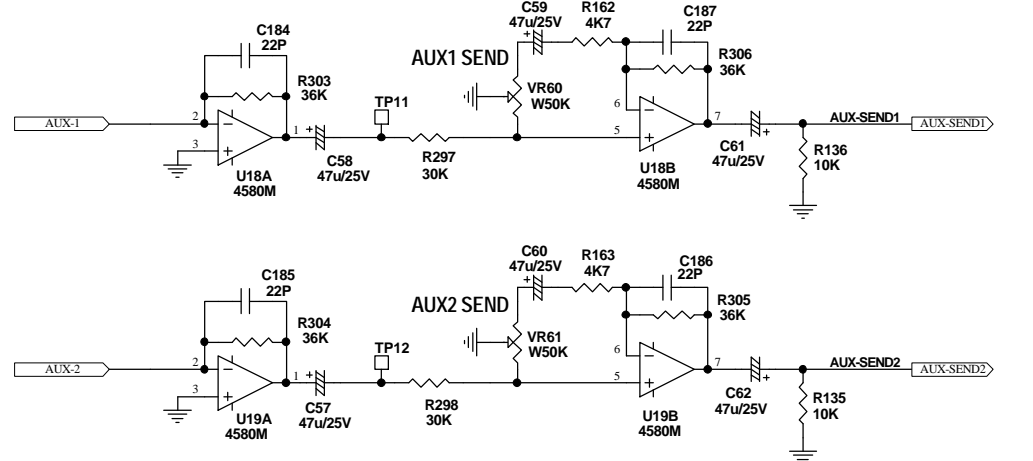 C184
22P
R303
36K
AUX-1
2
3
1
U18A
4580M
C58
47u/25V
TP11
R297
30K
AUX1 SEND
VR60
W50K
C59
47u/25V
R162
4K7
C187
22P
R306
36K
6
5
7
U18B
4580M
C61
47u/25V
AUX-SEND1
AUX-SEND1
R136
10K
C185
22P
R304
36K
AUX-2
2
3
1
U19A
4580M
C57
47u/25V
TP12
R298
30K
AUX2 SEND
VR61
W50K
C60
47u/25V
R163
4K7
C186
22P
R305
36K
6
5
7
U19B
4580M
C62
47u/25V
AUX-SEND2
AUX-SEND2
R135
10K